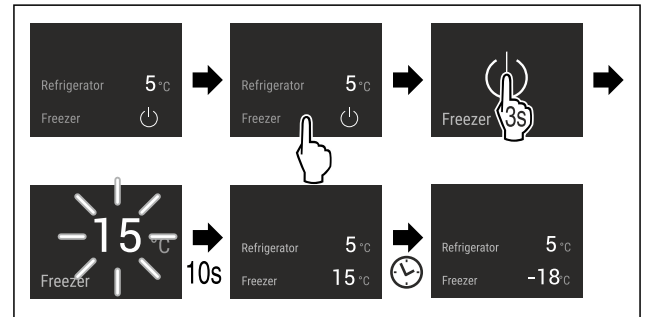 Refrigerator 5 °C
Freezer
Refrigerator 5 °C
Freezer
Freezer 3s
15 °C
Freezer
10s
Refrigerator 5 °C
Freezer 15 °C
Refrigerator 5 °C
Freezer -18°C